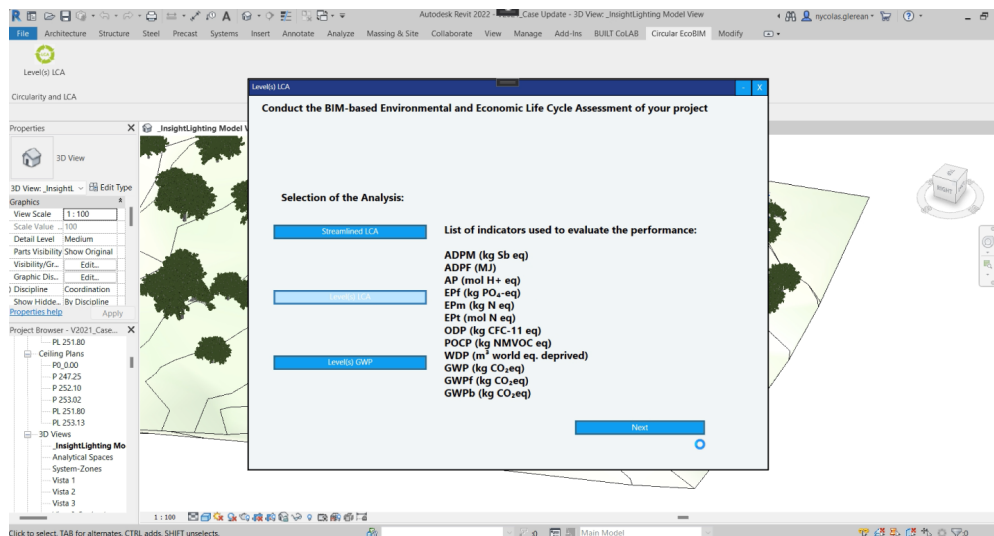 Autodesk Revit 2022 - _Case Update - 3D View: _InsightLighting Model View
nycolas.glerean
File Architecture Structure Steel Precast Systems Insert Annotate Analyze Massing & Site Collaborate View Manage Add-Ins BUILT CoLAB Circular EcoBIM Modify
Level(s) LCA
Circularity and LCA
Properties
3D View
3D View: _InsightL
Edit Type
Graphics
View Scale 1 : 100
Scale Value ... 100
Detail Level Medium
Parts Visibility Show Original
Visibility/Gr... Edit...
Graphic Dis... Edit...
Discipline Coordination
Show Hidde... By Discipline
Properties help Apply
Project Browser - V2021_Case...
PL 251.80
Ceiling Plans
P0_0.00
P 247.25
P 252.10
P 253.02
PL 251.80
PL 253.13
3D Views
_InsightLighting Mo
Analytical Spaces
System-Zones
Vista 1
Vista 2
Vista 3
_InsightLighting Model V
RIGHT
Level(s) LCA
- X
Conduct the BIM-based Environmental and Economic Life Cycle Assessment of your project
Selection of the Analysis:
Streamlined LCA
Level(s) LCA
Level(s) GWP
List of indicators used to evaluate the performance:
ADPM (kg Sb eq)
ADPF (MJ)
AP (mol H+ eq)
EPf (kg PO₄-eq)
EPm (kg N eq)
EPt (mol N eq)
ODP (kg CFC-11 eq)
POCP (kg NMVOC eq)
WDP (m³ world eq. deprived)
GWP (kg CO₂eq)
GWPf (kg CO₂eq)
GWPb (kg CO₂eq)
Next
1 : 100
Click to select, TAB for alternates, CTRL adds, SHIFT unselects.
:0
Main Model
:0